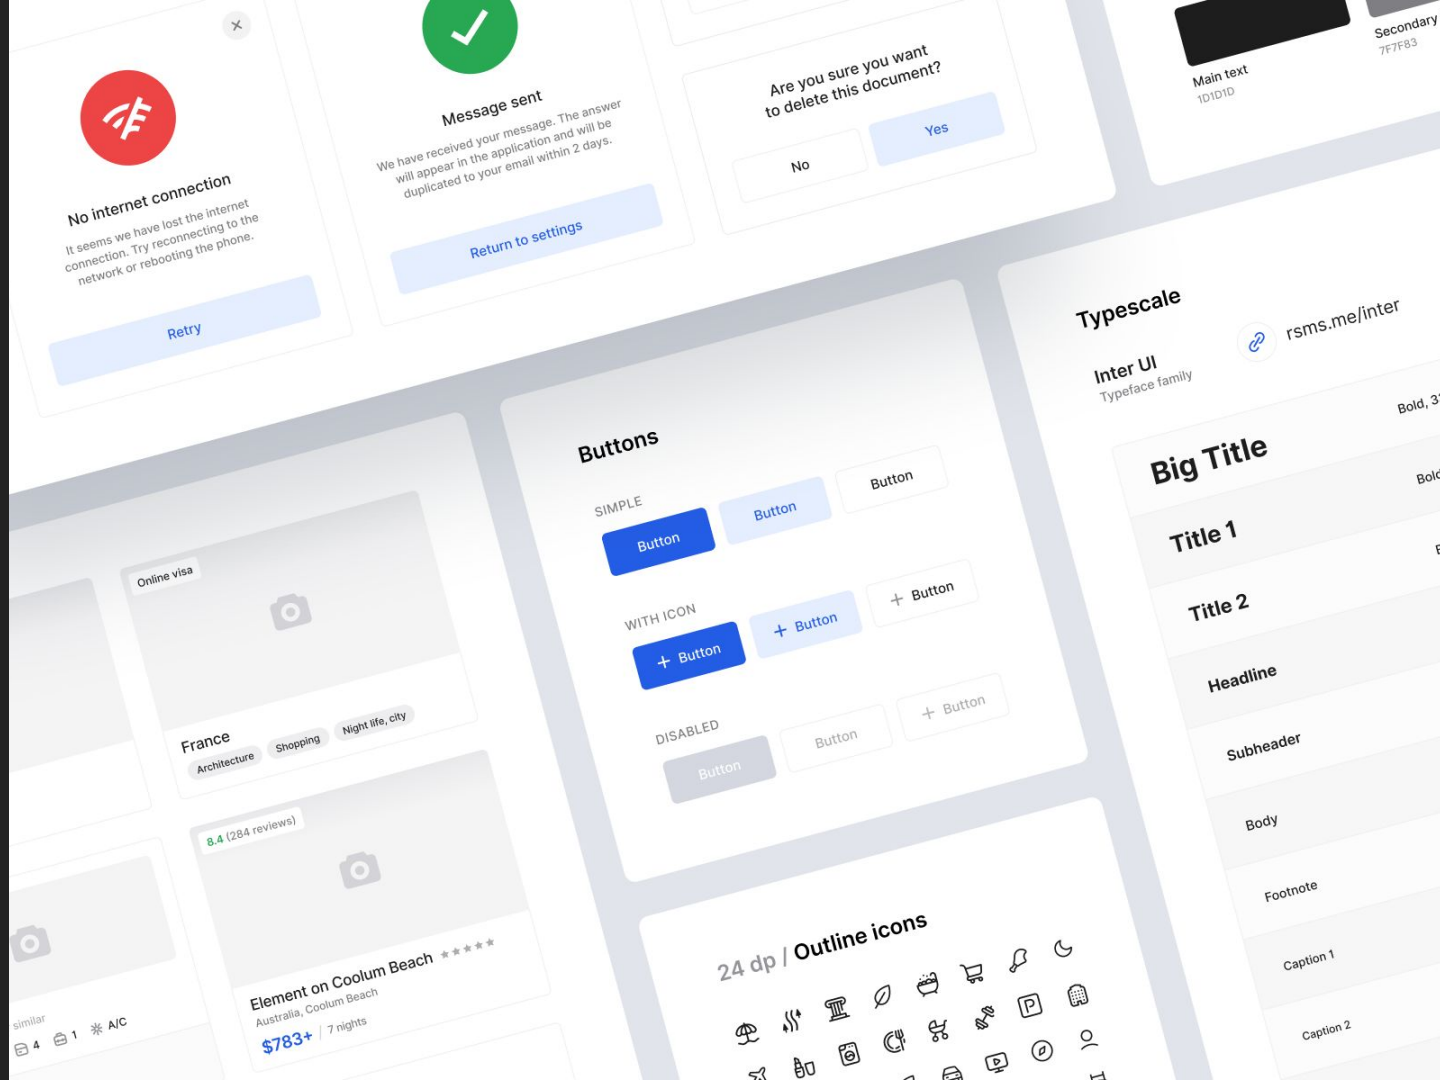 No internet connection
It seems we have lost the internet
connection. Try reconnecting to the
network or rebooting the phone.
Retry
Message sent
We have received your message. The answer
will appear in the application and will be
duplicated to your email within 2 days.
Return to settings
Are you sure you want
to delete this document?
No
Yes
Main text
1D1D1D
Secondary
7F7F83
Online visa
France
Architecture
Shopping
Night life, city
8.4 (284 reviews)
Element on Coolum Beach
Australia, Coolum Beach
$783+
7 nights
similar
4
1
A/C
Buttons
SIMPLE
Button
Button
Button
WITH ICON
Button
Button
Button
DISABLED
Button
Button
Button
24 dp / Outline icons
P
Typescale
Inter UI
Typeface family
rsms.me/inter
Big Title
Bold,
Title 1
Bold
Title 2
Headline
Subheader
Body
Footnote
Caption 1
Caption 2